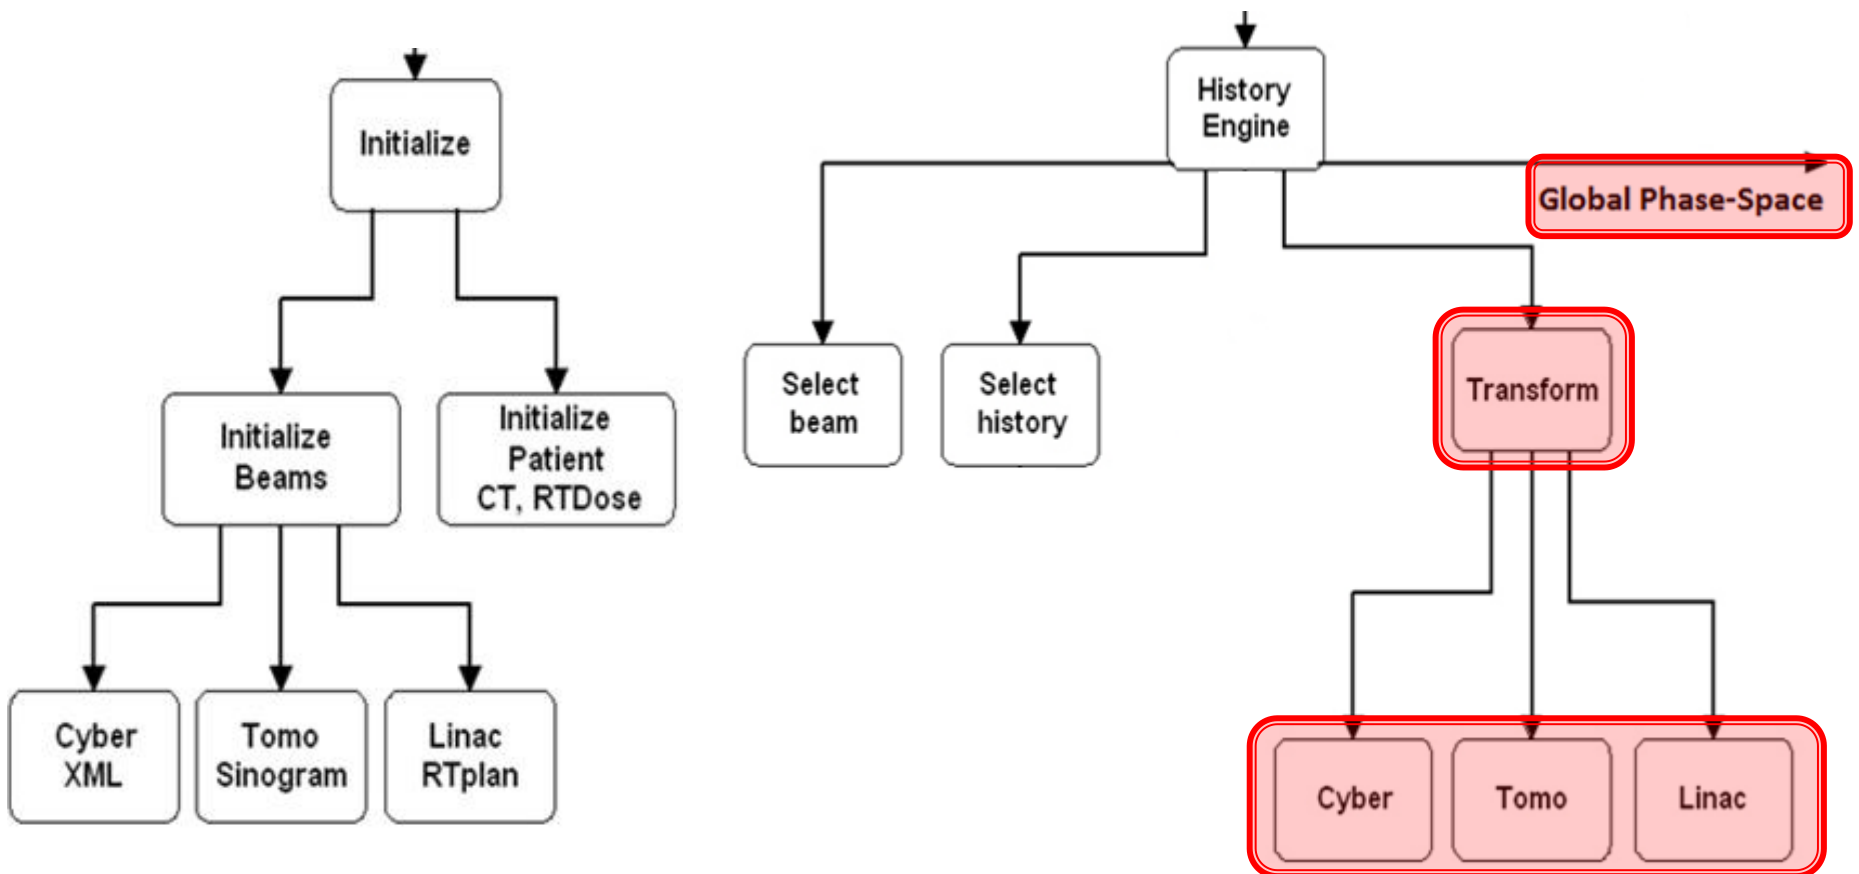 Initialize
Initialize
Beams
Initialize
Patient
CT, RTDose
Cyber
XML
Tomo
Sinogram
Linac
RTplan
History
Engine
Global Phase-Space
Select
beam
Select
history
Transform
Cyber
Tomo
Linac